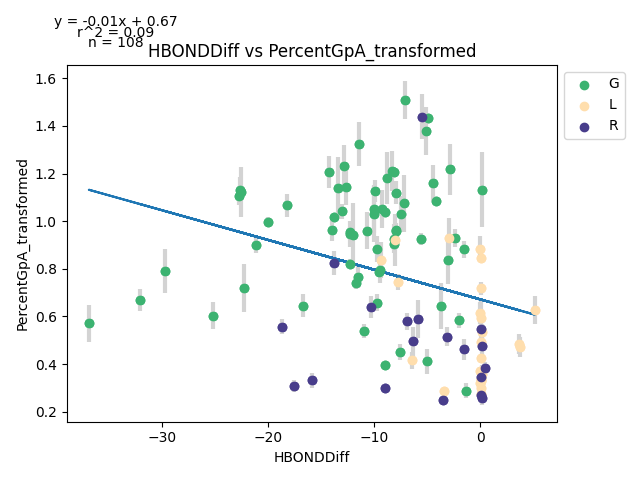 y = -0.01x + 0.67
r^2 = 0.09
n = 108
HBONDDiff vs PercentGpA_transformed
G
L
R
1.6
1.4
1.2
1.0
0.8
0.6
0.4
0.2
PercentGpA_transformed
−30
−20
−10
0
HBONDDiff